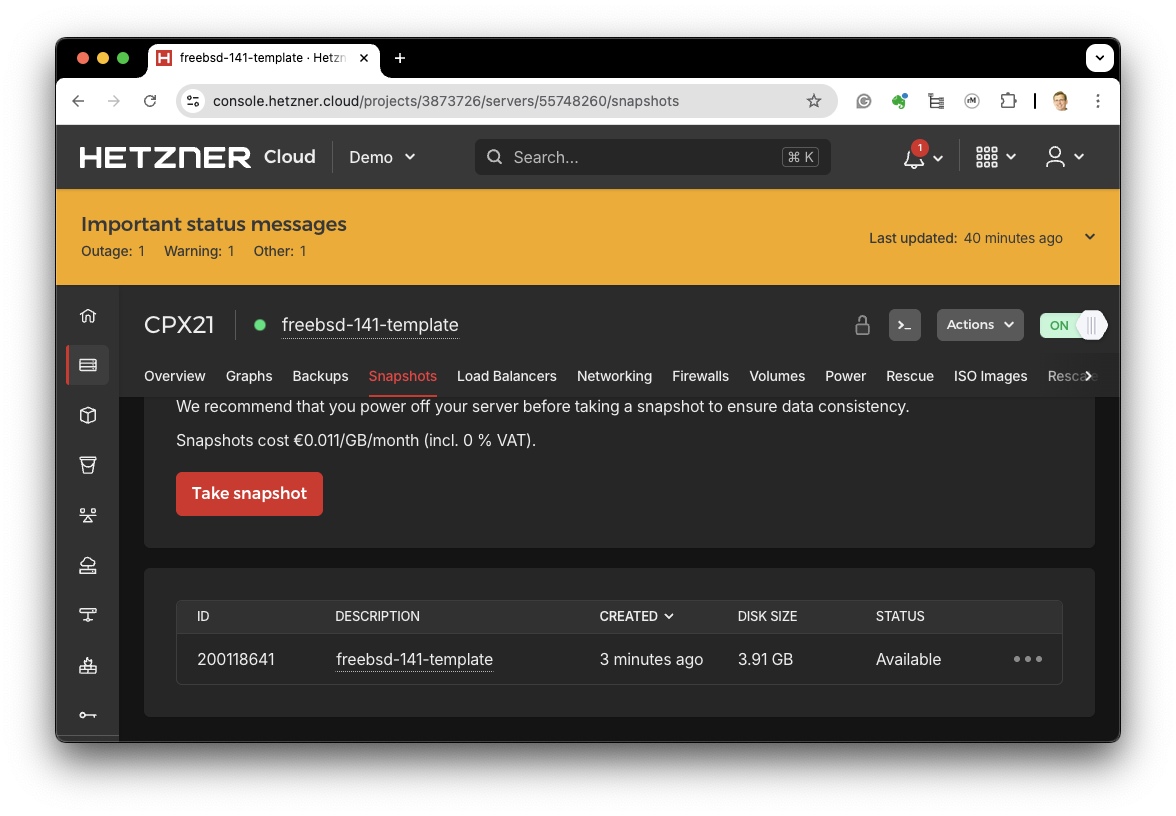 freebsd-141-template · Hetzn
console.hetzner.cloud/projects/3873726/servers/55748260/snapshots
HETZNER Cloud
Demo
Search...
⌘ K
1
Important status messages
Outage: 1 Warning: 1 Other: 1
Last updated: 40 minutes ago
CPX21
freebsd-141-template
Actions
ON
Overview Graphs Backups Snapshots Load Balancers Networking Firewalls Volumes Power Rescue ISO Images Resca
We recommend that you power off your server before taking a snapshot to ensure data consistency.
Snapshots cost €0.011/GB/month (incl. 0 % VAT).
Take snapshot
ID DESCRIPTION CREATED DISK SIZE STATUS
200118641 freebsd-141-template 3 minutes ago 3.91 GB Available